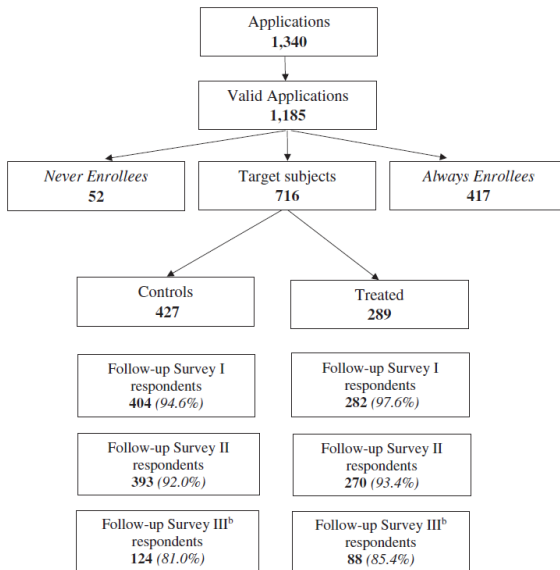 Applications
1,340
Valid Applications
1,185
Never Enrollees
52
Target subjects
716
Always Enrollees
417
Controls
427
Treated
289
Follow-up Survey I
respondents
404 (94.6%)
Follow-up Survey I
respondents
282 (97.6%)
Follow-up Survey II
respondents
393 (92.0%)
Follow-up Survey II
respondents
270 (93.4%)
Follow-up Survey IIIᵇ
respondents
124 (81.0%)
Follow-up Survey IIIᵇ
respondents
88 (85.4%)